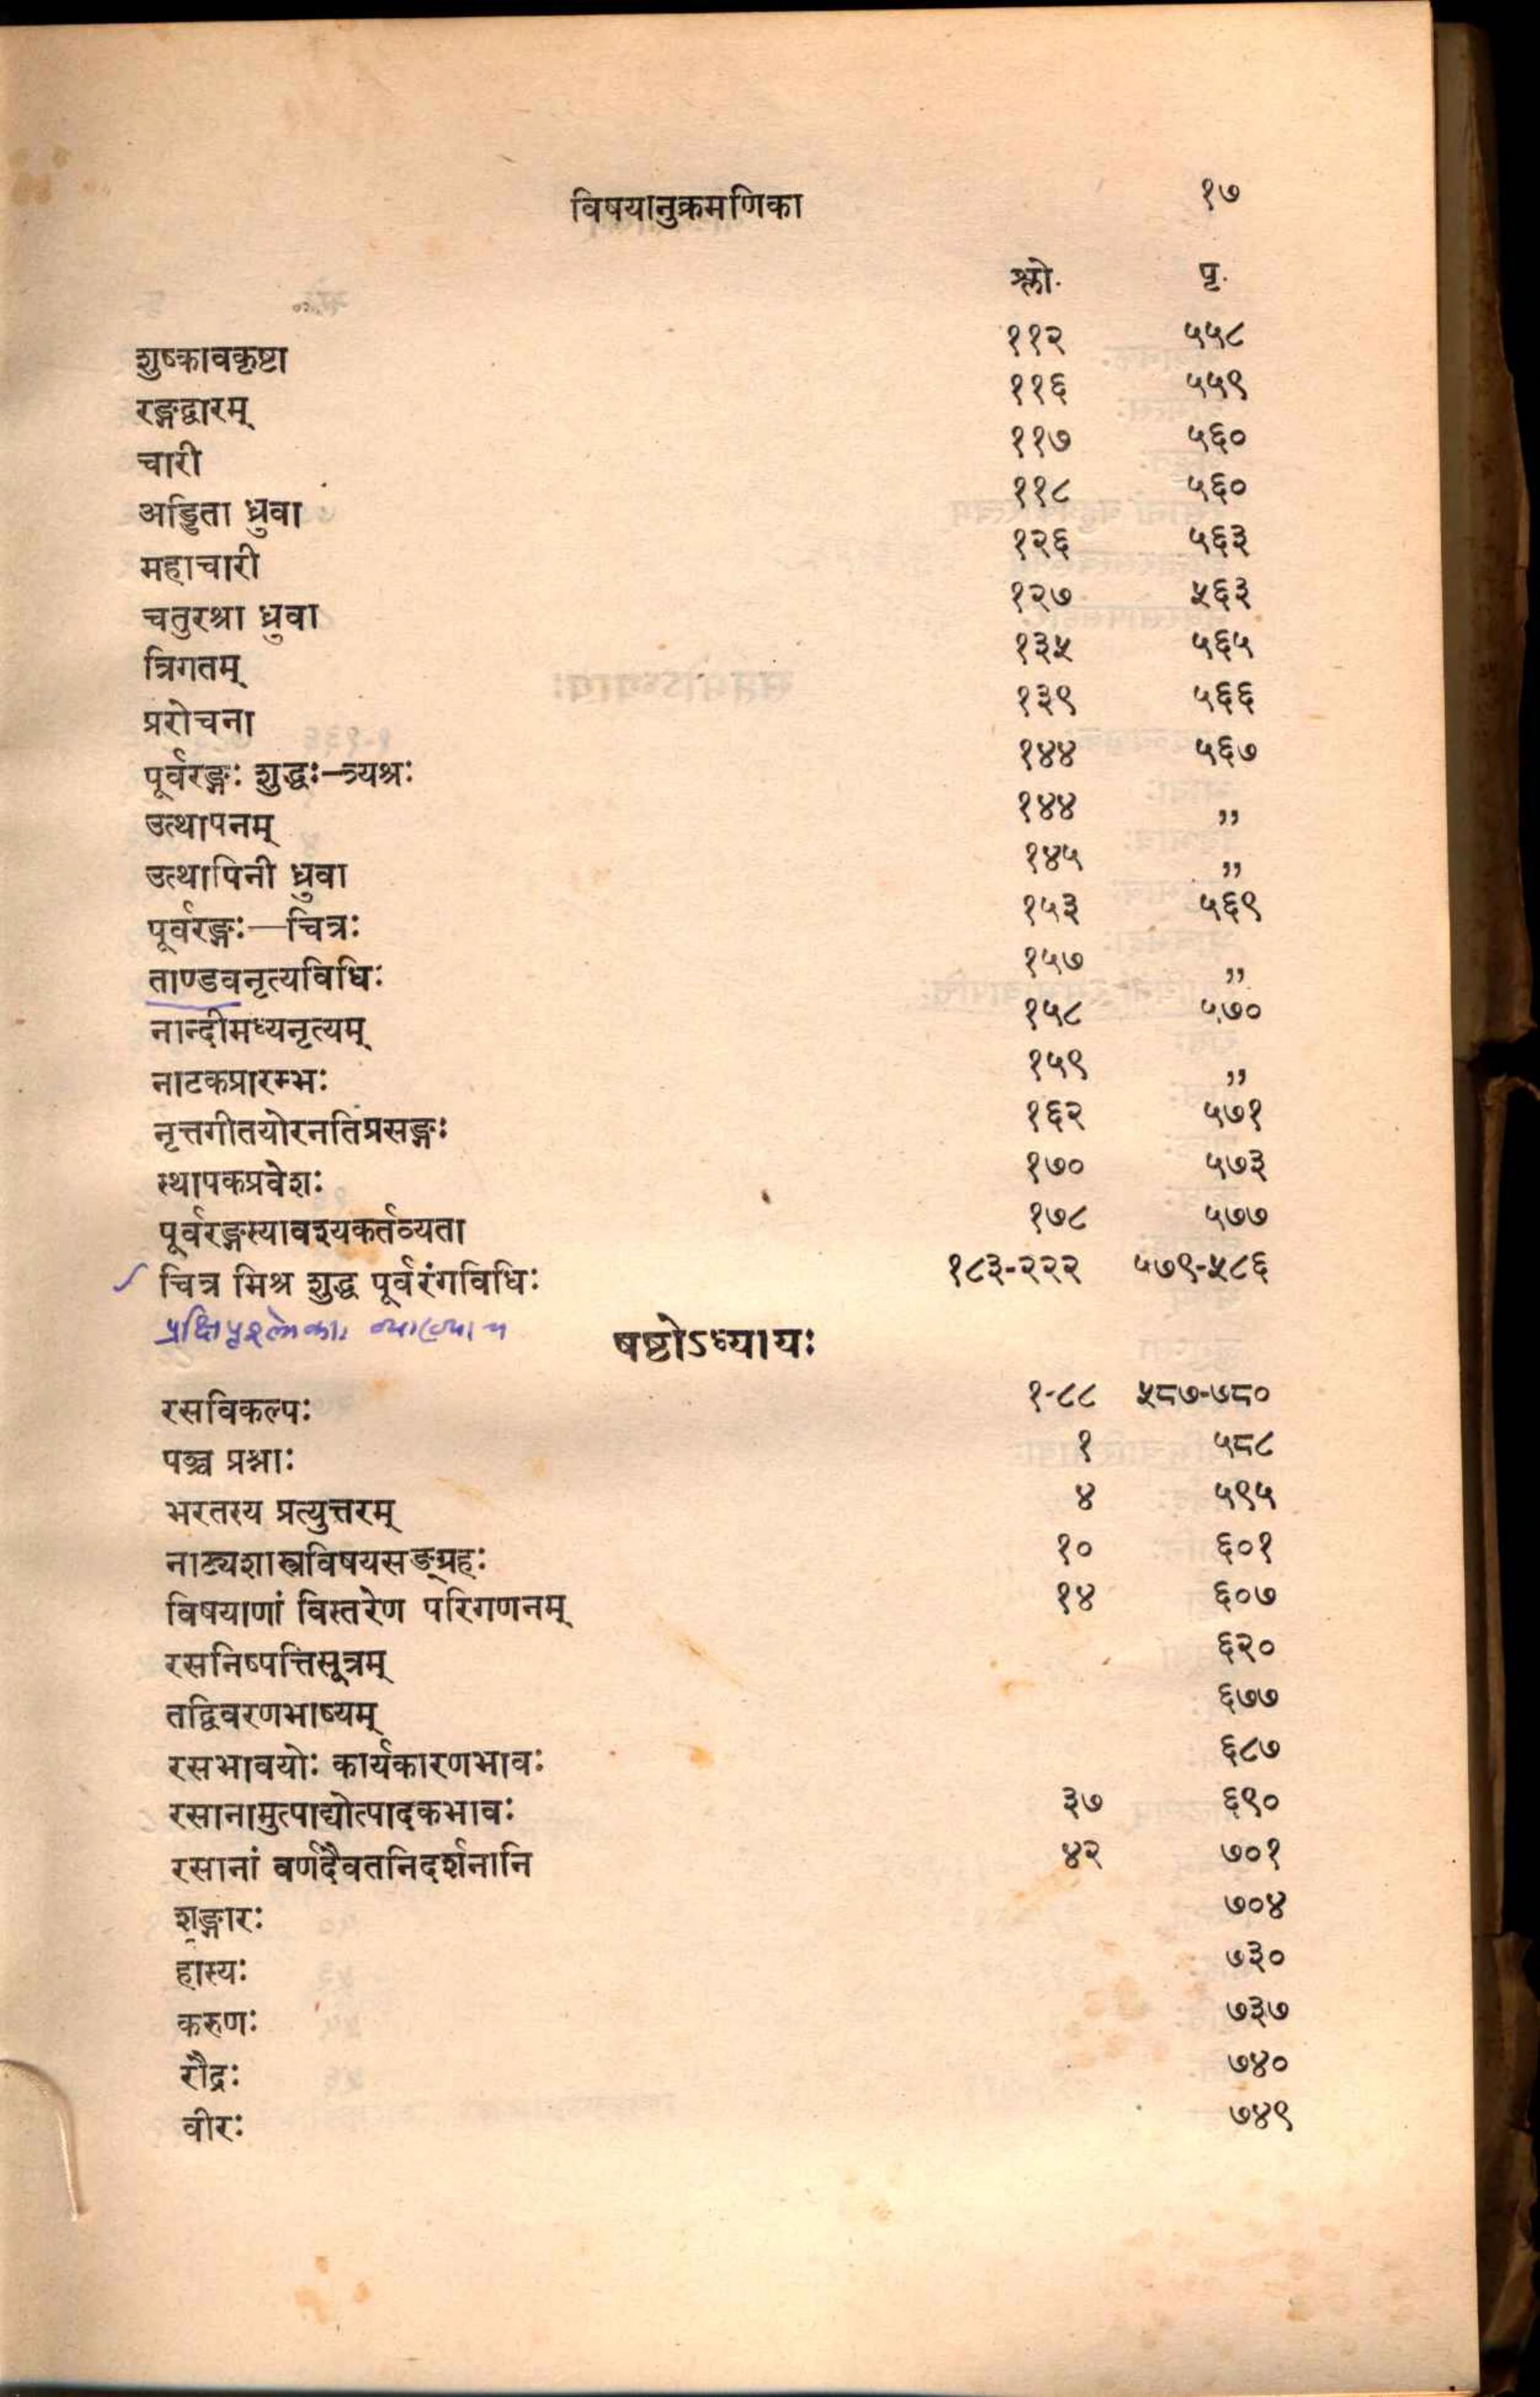 विषयानुक्रमणिका १७
श्लो. पृ.
शुष्कावकृष्टा ११२ ५५८
रङ्गद्वारम् ११६ ५५९
चारी ११७ ५६०
अड्डिता ध्रुवा ११८ ५६०
महाचारी १२६ ५६३
चतुरश्रा ध्रुवा १२७ ५६३
त्रिगतम् १३५ ५६५
प्ररोचना १३९ ५६६
पूर्वरङ्गः शुद्धः—त्र्यश्रः १४४ ५६७
उत्थापनम् १४४ ,,
उत्थापिनी ध्रुवा १४५ ,,
पूर्वरङ्गः—चित्रः १५३ ५६९
ताण्डवनृत्यविधिः १५७ ,,
नान्दीमध्यनृत्यम् १५८ ५७०
नाटकप्रारम्भः १५९ ,,
नृत्तगीतयोरनतिप्रसङ्गः १६२ ५७१
स्थापकप्रवेशः १७० ५७३
पूर्वरङ्गस्यावश्यकर्तव्यता १७८ ५७७
चित्र मिश्र शुद्ध पूर्वरंगविधिः १८३-२२२ ५७९-५८६
षष्ठोऽध्यायः
रसविकल्पः १-८८ ५८७-७८०
पञ्च प्रश्नाः १ ५८८
भरतस्य प्रत्युत्तरम् ४ ५९५
नाट्यशास्त्रविषयसङ्ग्रहः १० ६०१
विषयाणां विस्तरेण परिगणनम् १४ ६०७
रसनिष्पत्तिसूत्रम् ६२०
तद्विवरणभाष्यम् ६७७
रसभावयोः कार्यकारणभावः ६८७
रसानामुत्पाद्योत्पादकभावः ३७ ६९०
रसानां वर्णदैवतनिदर्शनानि ४२ ७०१
शृङ्गारः ७०४
हास्यः ७३०
करुणः ७३७
रौद्रः ७४०
वीरः ७४९